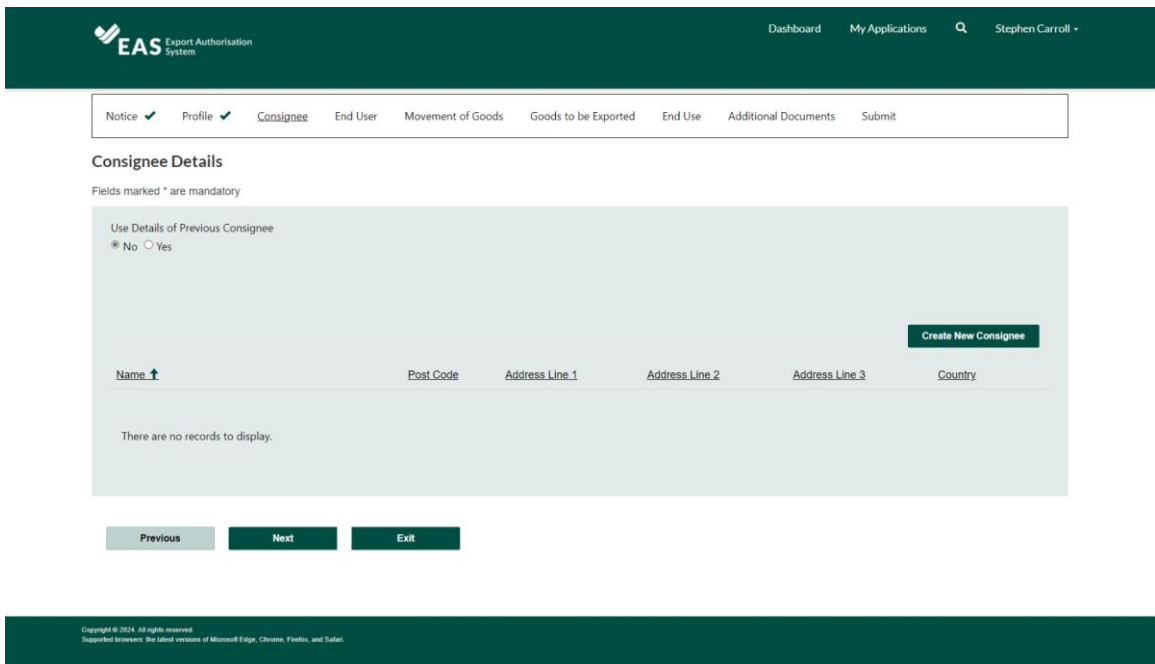 EAS Export Authorisation
System
Dashboard My Applications Stephen Carroll
Notice Profile Consignee End User Movement of Goods Goods to be Exported End Use Additional Documents Submit
Consignee Details
Fields marked * are mandatory
Use Details of Previous Consignee
No Yes
Create New Consignee
Name Post Code Address Line 1 Address Line 2 Address Line 3 Country
There are no records to display.
Previous Next Exit
Copyright © 2024. All rights reserved.
Supported browsers: the latest versions of Microsoft Edge, Chrome, Firefox, and Safari.